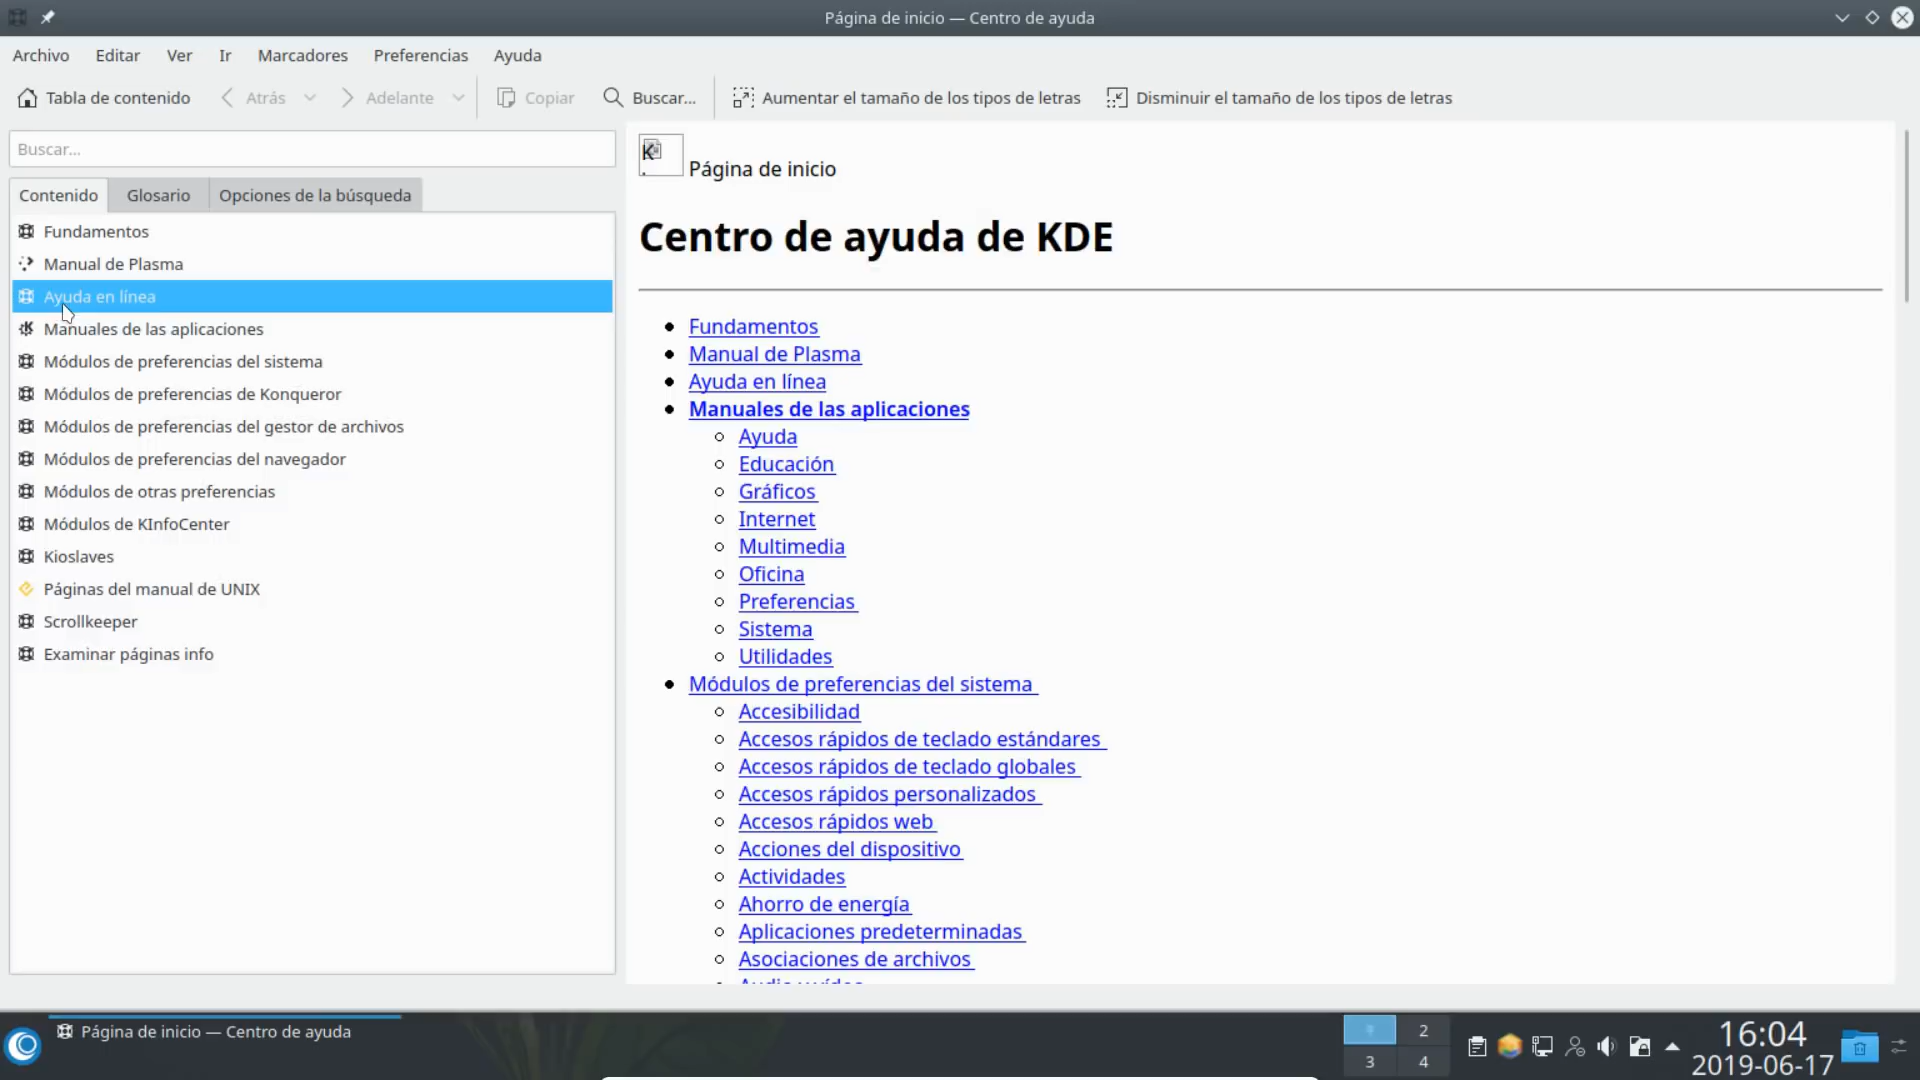 Página de inicio — Centro de ayuda
Archivo Editar Ver Ir Marcadores Preferencias Ayuda
Tabla de contenido Atrás Adelante Copiar Buscar... Aumentar el tamaño de los tipos de letras Disminuir el tamaño de los tipos de letras
Buscar...
Contenido Glosario Opciones de la búsqueda
Fundamentos
Manual de Plasma
Ayuda en línea
Manuales de las aplicaciones
Módulos de preferencias del sistema
Módulos de preferencias de Konqueror
Módulos de preferencias del gestor de archivos
Módulos de preferencias del navegador
Módulos de otras preferencias
Módulos de KInfoCenter
Kioslaves
Páginas del manual de UNIX
Scrollkeeper
Examinar páginas info
Página de inicio
Centro de ayuda de KDE
Fundamentos
Manual de Plasma
Ayuda en línea
Manuales de las aplicaciones
Ayuda
Educación
Gráficos
Internet
Multimedia
Oficina
Preferencias
Sistema
Utilidades
Módulos de preferencias del sistema
Accesibilidad
Accesos rápidos de teclado estándares
Accesos rápidos de teclado globales
Accesos rápidos personalizados
Accesos rápidos web
Acciones del dispositivo
Actividades
Ahorro de energía
Aplicaciones predeterminadas
Asociaciones de archivos
Página de inicio — Centro de ayuda
2
3 4
16:04
2019-06-17